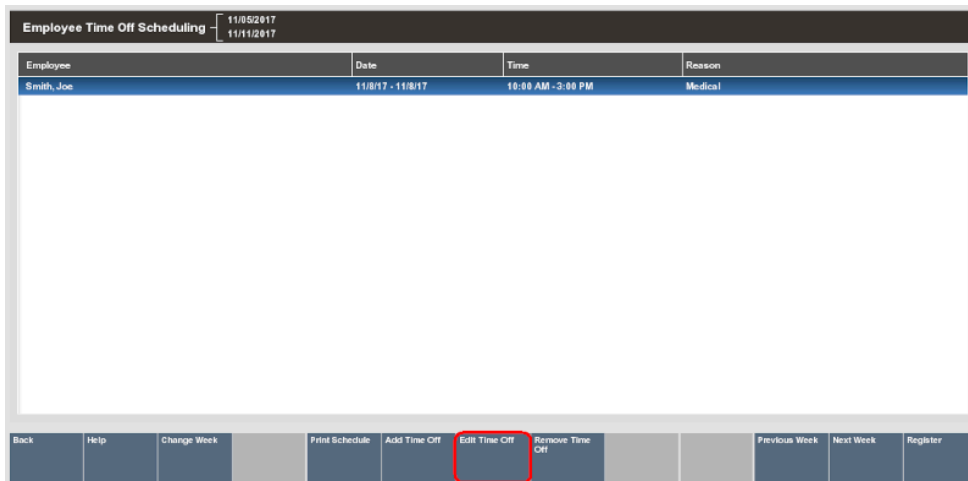 Employee Time Off Scheduling
11/05/2017
11/11/2017
Employee Date Time Reason
Smith, Joe 11/8/17 - 11/8/17 10:00 AM - 3:00 PM Medical
Back Help Change Week Print Schedule Add Time Off Edit Time Off Remove Time Off Previous Week Next Week Register